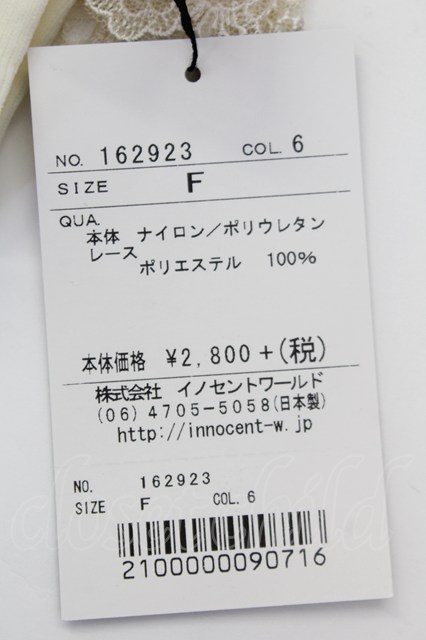 NO. 162923 COL. 6
SIZE F
QUA.
本体 ナイロン／ポリウレタン
レース
ポリエステル 100%
本体価格 ¥2,800+(税)
株式会社 イノセントワールド
(06)4705-5058(日本製)
http://innocent-w.jp
NO. 162923
SIZE F COL. 6
2100000090716